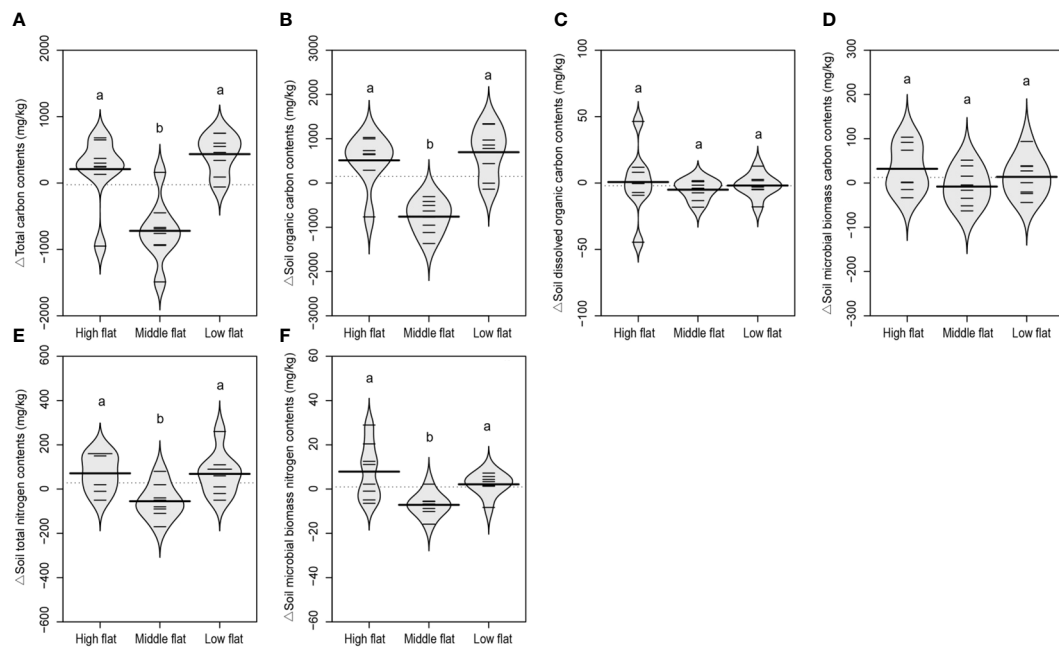 A
△Total carbon contents (mg/kg)
2000
1000
0
−1000
−2000
a
b
a
High flat
Middle flat
Low flat
B
△Soil organic carbon contents (mg/kg)
3000
2000
1000
0
−1000
−2000
−3000
a
b
a
High flat
Middle flat
Low flat
C
△Soil dissolved organic carbon contents (mg/kg)
100
50
0
−50
−100
a
a
a
High flat
Middle flat
Low flat
D
△Soil microbial biomass carbon contents (mg/kg)
300
200
100
0
−100
−200
−300
a
a
a
High flat
Middle flat
Low flat
E
△Soil total nitrogen contents (mg/kg)
600
400
200
0
−200
−400
−600
a
b
a
High flat
Middle flat
Low flat
F
△Soil microbial biomass nitrogen contents (mg/kg)
60
40
20
0
−20
−40
−60
a
b
a
High flat
Middle flat
Low flat